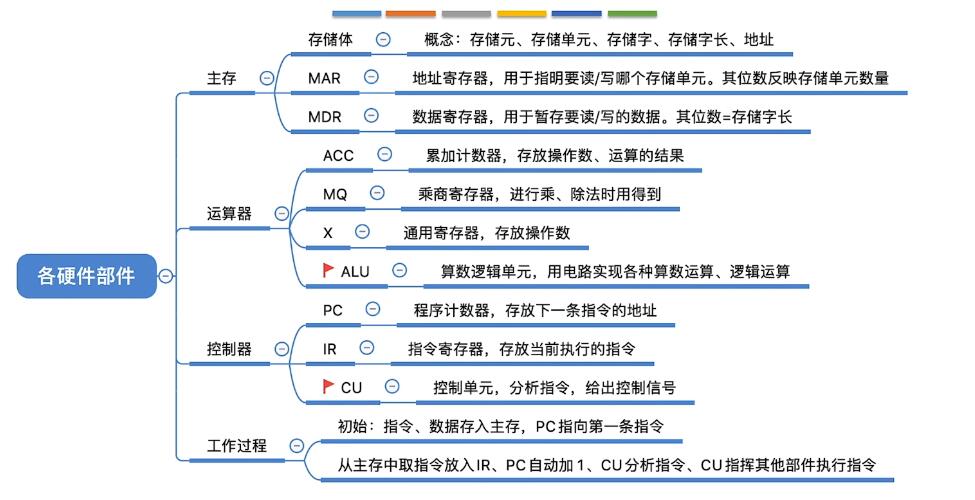 各硬件部件
主存
存储体
概念：存储元、存储单元、存储字、存储字长、地址
MAR
地址寄存器，用于指明要读/写哪个存储单元。其位数反映存储单元数量
MDR
数据寄存器，用于暂存要读/写的数据。其位数=存储字长
运算器
ACC
累加计数器，存放操作数、运算的结果
MQ
乘商寄存器，进行乘、除法时用得到
X
通用寄存器，存放操作数
ALU
算数逻辑单元，用电路实现各种算数运算、逻辑运算
控制器
PC
程序计数器，存放下一条指令的地址
IR
指令寄存器，存放当前执行的指令
CU
控制单元，分析指令，给出控制信号
工作过程
初始：指令、数据存入主存，PC指向第一条指令
从主存中取指令放入IR、PC自动加1、CU分析指令、CU指挥其他部件执行指令